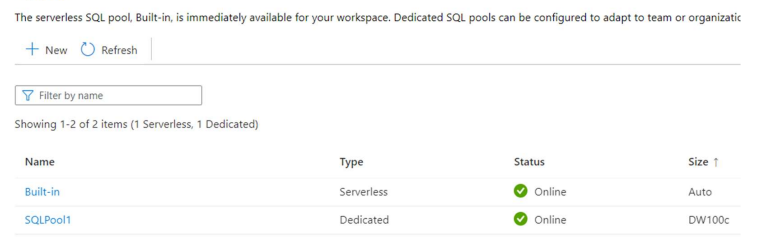 The serverless SQL pool, Built-in, is immediately available for your workspace. Dedicated SQL pools can be configured to adapt to team or organizatic
New Refresh
Filter by name
Showing 1-2 of 2 items (1 Serverless, 1 Dedicated)
Name Type Status Size ↑
Built-in Serverless Online Auto
SQLPool1 Dedicated Online DW100c